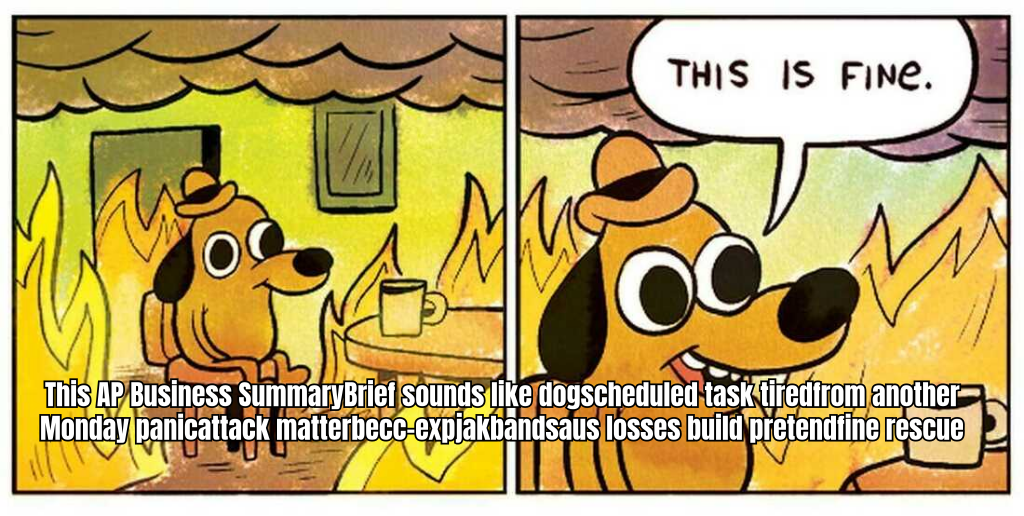 THIS IS FINE.
This AP Business SummaryBrief sounds like dogscheduled task tiredfrom another
Monday panicattack matterbecc-expjakbandsaus losses build pretendfine rescue